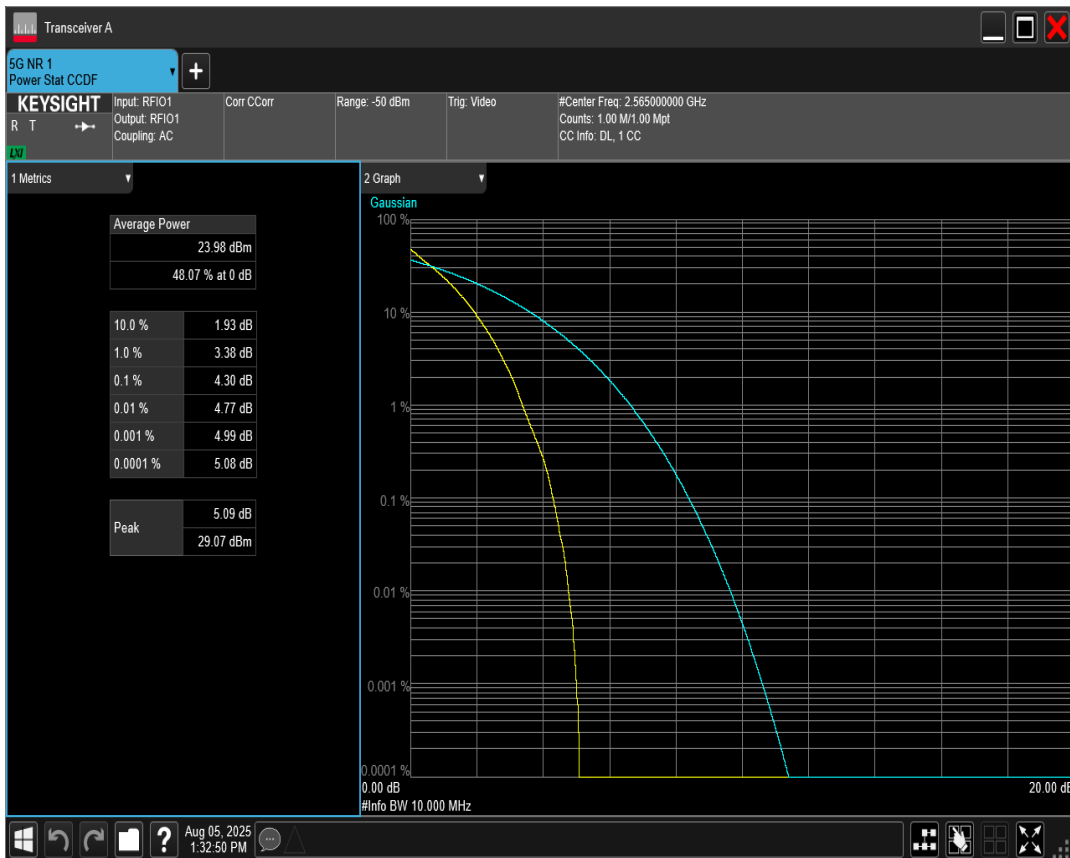 Transceiver A
5G NR 1
Power Stat CCDF
KEYSIGHT
R T
LXI
Input: RFIO1
Output: RFIO1
Coupling: AC
Corr CCorr
Range: -50 dBm
Trig: Video
#Center Freq: 2.565000000 GHz
Counts: 1.00 M/1.00 Mpt
CC Info: DL, 1 CC
1 Metrics
Average Power
23.98 dBm
48.07 % at 0 dB
10.0 % 1.93 dB
1.0 % 3.38 dB
0.1 % 4.30 dB
0.01 % 4.77 dB
0.001 % 4.99 dB
0.0001 % 5.08 dB
Peak 5.09 dB
29.07 dBm
2 Graph
Gaussian
100 %
10 %
1 %
0.1 %
0.01 %
0.001 %
0.0001 %
0.00 dB 20.00 dB
#Info BW 10.000 MHz
? Aug 05, 2025
1:32:50 PM